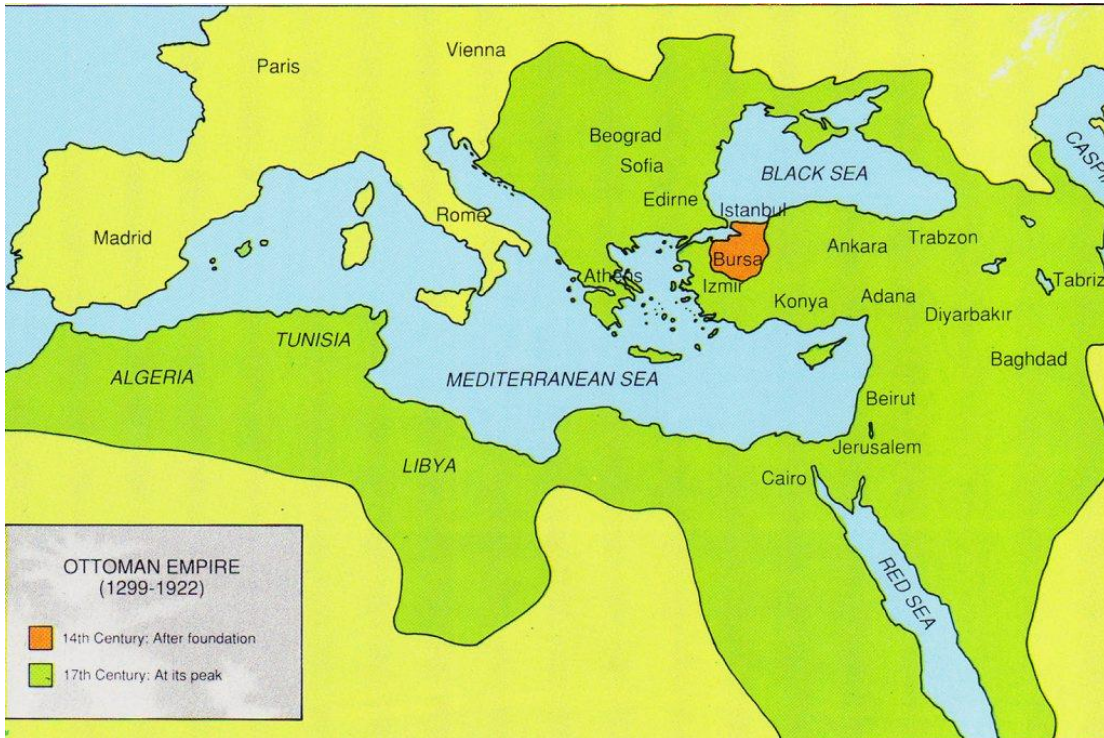 Vienna
Paris
Beograd
Sofia
Edirne
BLACK SEA
CASPI
Istanbul
Rome
Madrid
Ankara
Trabzon
Bursa
Athens
Izmir
Konya
Adana
Tabriz
Diyarbakır
TUNISIA
Baghdad
ALGERIA
MEDITERRANEAN SEA
Beirut
Jerusalem
LIBYA
Cairo
RED SEA
OTTOMAN EMPIRE
(1299-1922)
14th Century: After foundation
17th Century: At its peak